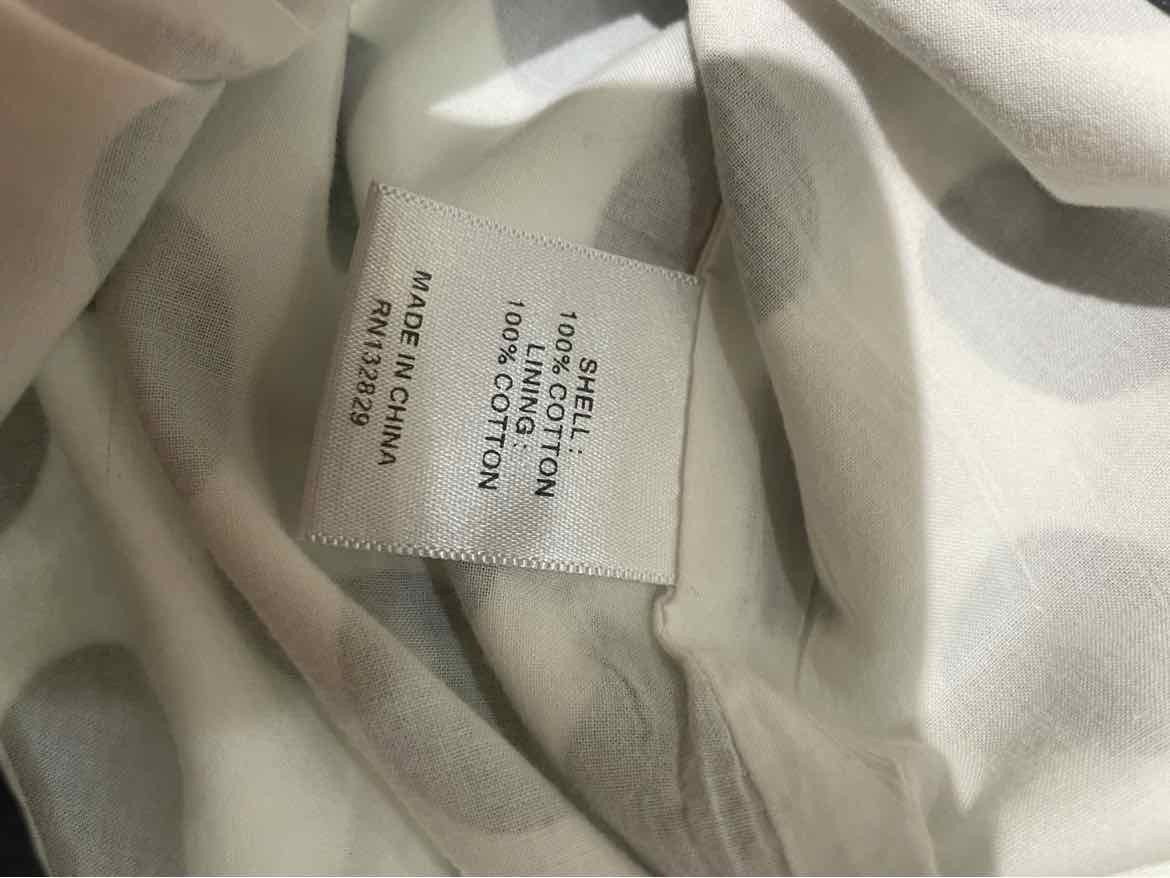 SHELL:
100% COTTON
LINING:
100% COTTON
MADE IN CHINA
RN132829